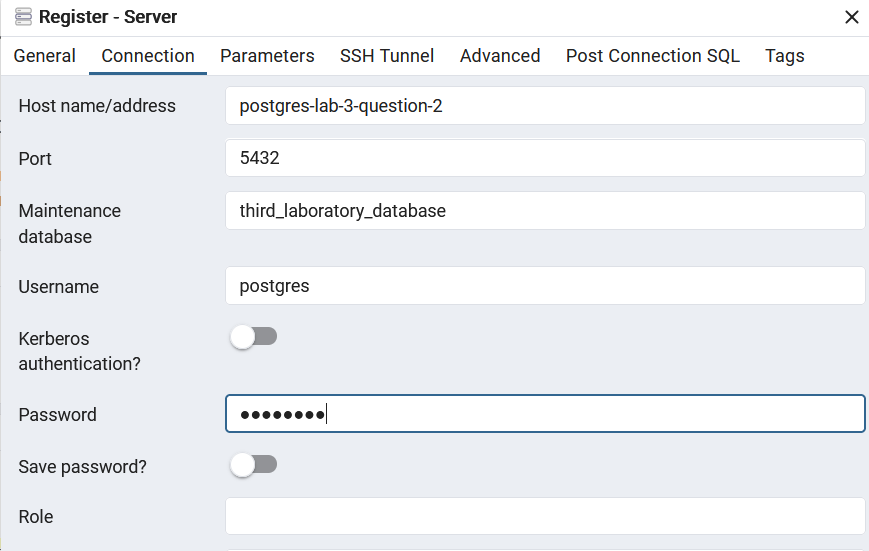 Register - Server
General Connection Parameters SSH Tunnel Advanced Post Connection SQL Tags
Host name/address postgres-lab-3-question-2
Port 5432
Maintenance third_laboratory_database
database
Username postgres
Kerberos
authentication?
Password ●●●●●●●●
Save password?
Role